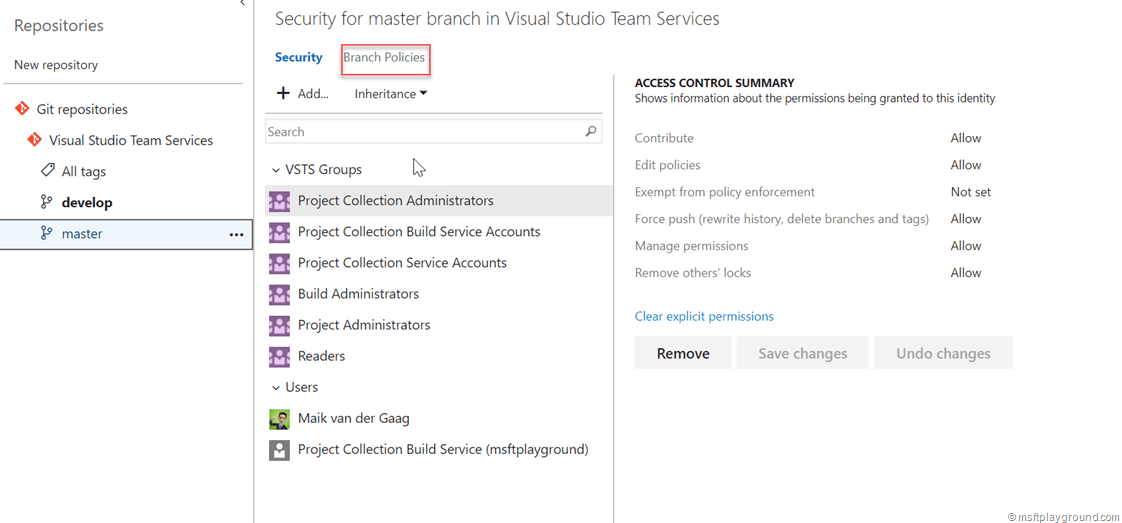 Repositories
New repository
Git repositories
Visual Studio Team Services
All tags
develop
master
...
Security for master branch in Visual Studio Team Services
Security Branch Policies
+ Add... Inheritance
Search
VSTS Groups
Project Collection Administrators
Project Collection Build Service Accounts
Project Collection Service Accounts
Build Administrators
Project Administrators
Readers
Users
Maik van der Gaag
Project Collection Build Service (msftplayground)
ACCESS CONTROL SUMMARY
Shows information about the permissions being granted to this identity
Contribute Allow
Edit policies Allow
Exempt from policy enforcement Not set
Force push (rewrite history, delete branches and tags) Allow
Manage permissions Allow
Remove others' locks Allow
Clear explicit permissions
Remove Save changes Undo changes
© msftplayground.com